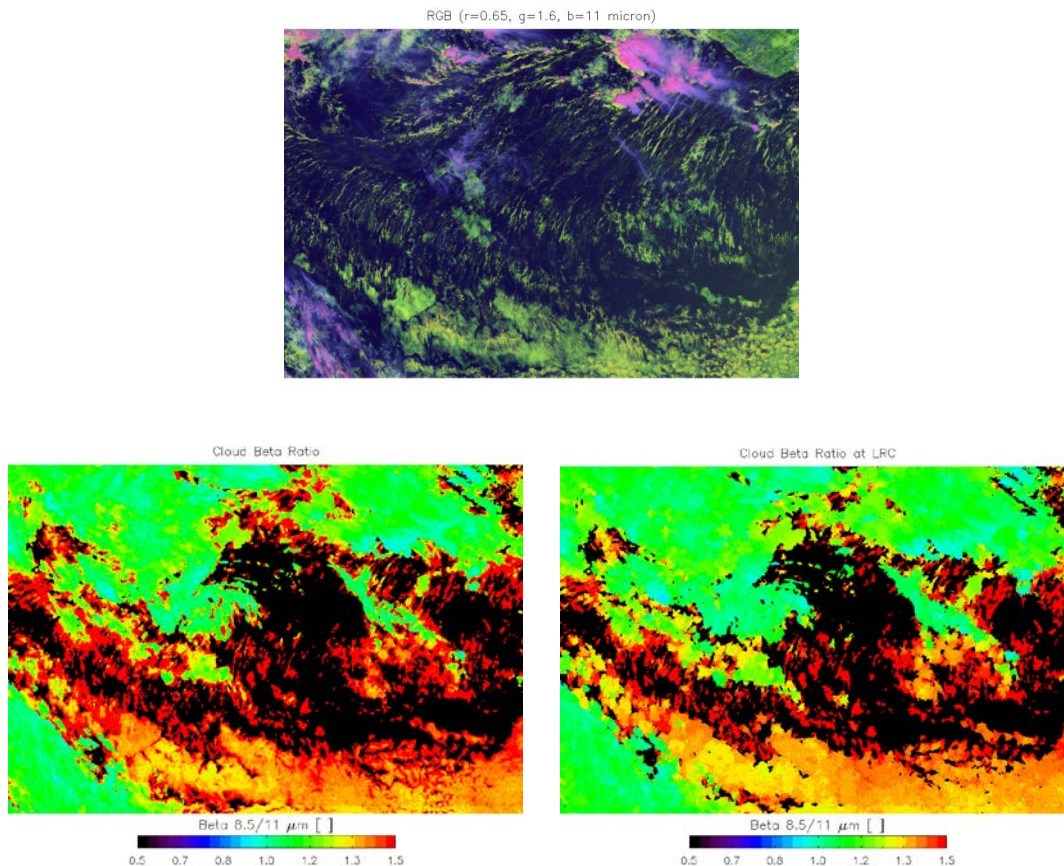 RGB (r=0.65, g=1.6, b=11 micron)
Cloud Beta Ratio
Cloud Beta Ratio at LRC
Beta 8.5/11 μm [ ]
0.5 0.7 0.8 1.0 1.2 1.3 1.5
Beta 8.5/11 μm [ ]
0.5 0.7 0.8 1.0 1.2 1.3 1.5